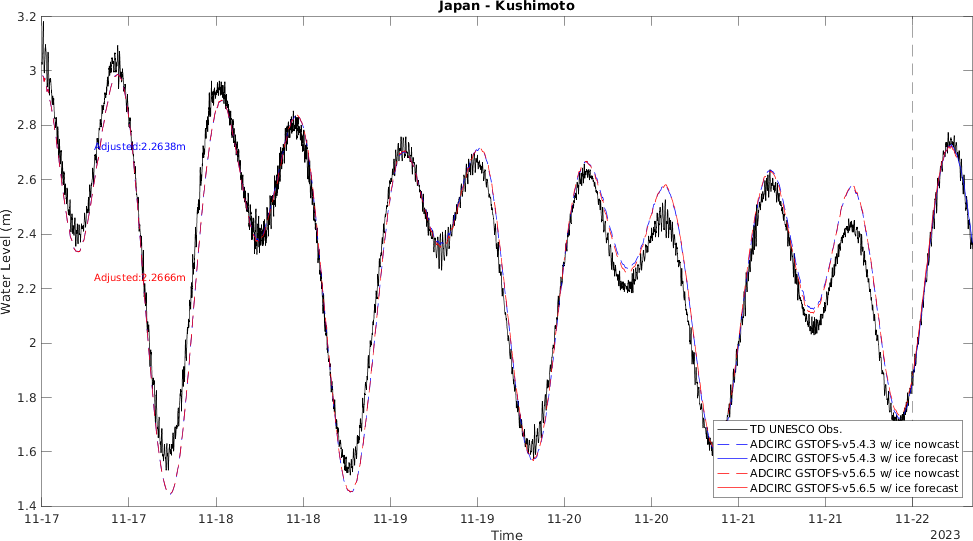 Japan - Kushimoto
3.2
3
2.8
2.6
2.4
2.2
2
1.8
1.6
1.4
Water Level (m)
Adjusted:2.2638m
Adjusted:2.2666m
TD UNESCO Obs.
ADCIRC GSTOFS-v5.4.3 w/ ice nowcast
ADCIRC GSTOFS-v5.4.3 w/ ice forecast
ADCIRC GSTOFS-v5.6.5 w/ ice nowcast
ADCIRC GSTOFS-v5.6.5 w/ ice forecast
11-17 11-17 11-18 11-18 11-19 11-19 11-20 11-20 11-21 11-21 11-22
Time
2023